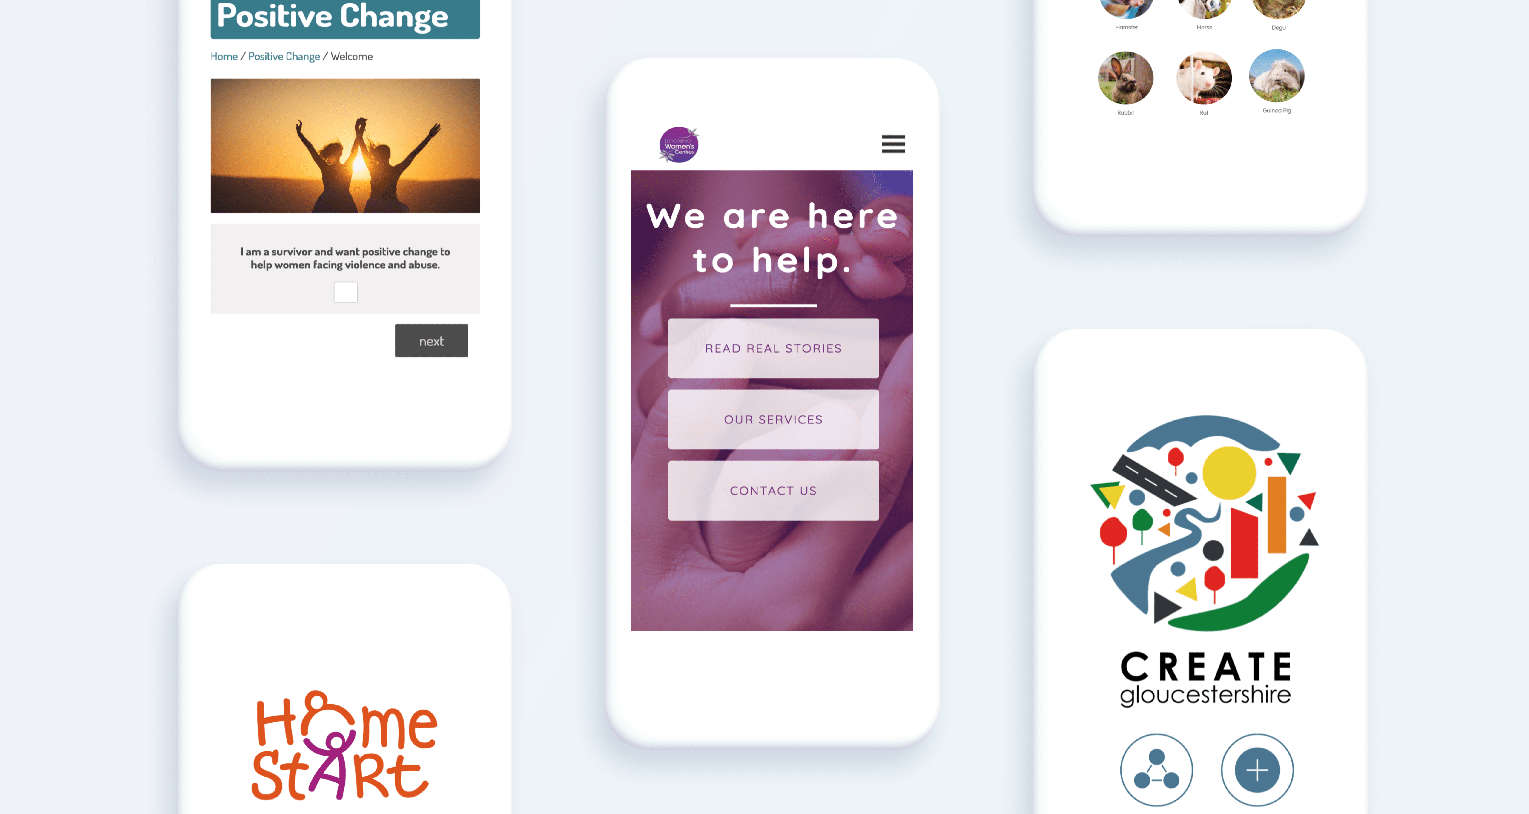 Positive Change
Home / Positive Change / Welcome
I am a survivor and want positive change to
help women facing violence and abuse.
next
HOme
StARt
Women's
Centres
We are here
to help.
READ REAL STORIES
OUR SERVICES
CONTACT US
Hamster
Horse
Degu
Rabbit
Rat
Guinea Pig
CREATE
gloucestershire